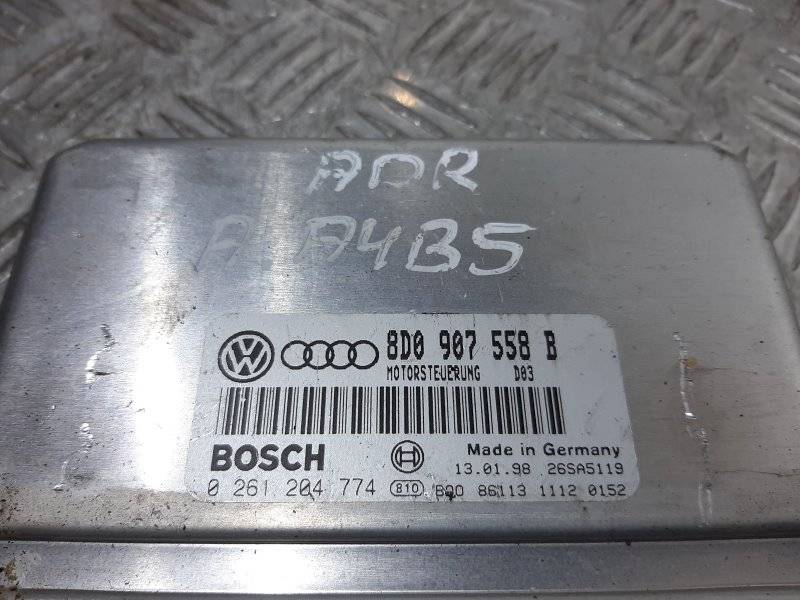 ADR
A A4B5
8D0 907 558 B
MOTORSTEUERUNG D03
BOSCH Made in Germany
13.01.98 26SA5119
0 261 204 774 810 86113 1112 0152